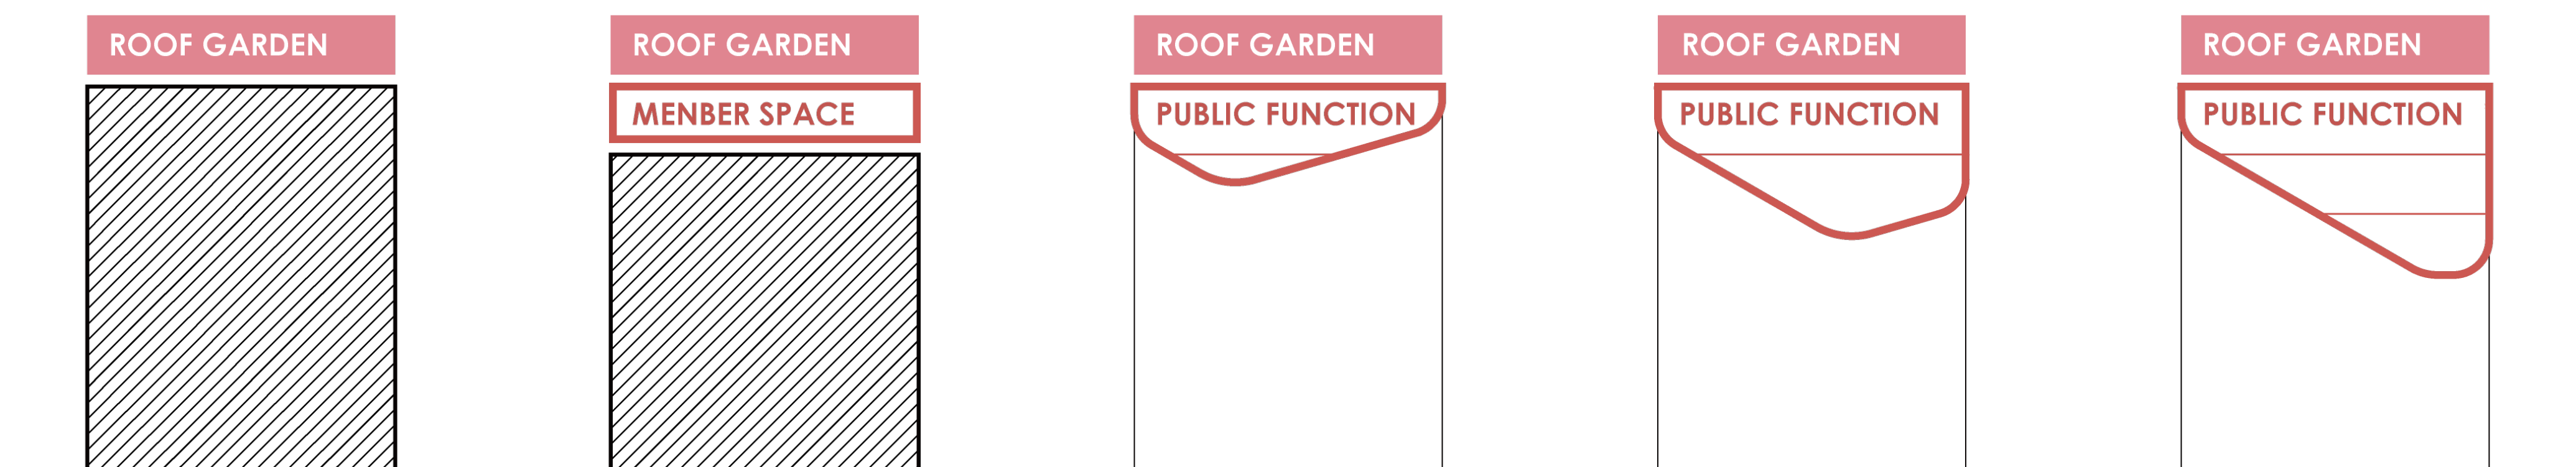 ROOF GARDEN
ROOF GARDEN
ROOF GARDEN
ROOF GARDEN
ROOF GARDEN
MENBER SPACE
PUBLIC FUNCTION
PUBLIC FUNCTION
PUBLIC FUNCTION